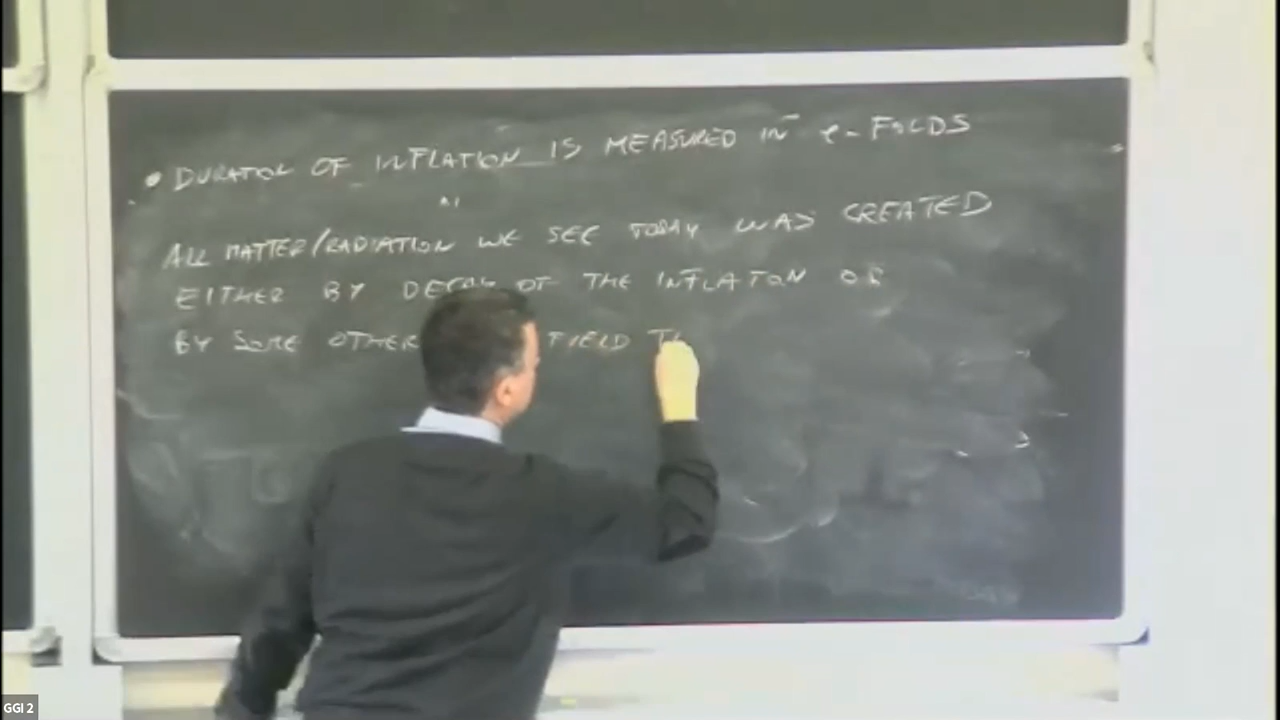 • DURATION OF INFLATION IS MEASURED IN e-FOLDS
ALL MATTER/RADIATION WE SEE TODAY WAS CREATED
EITHER BY DECAY OF THE INFLATON OR
BY SOME OTHER FIELD
GGI 2